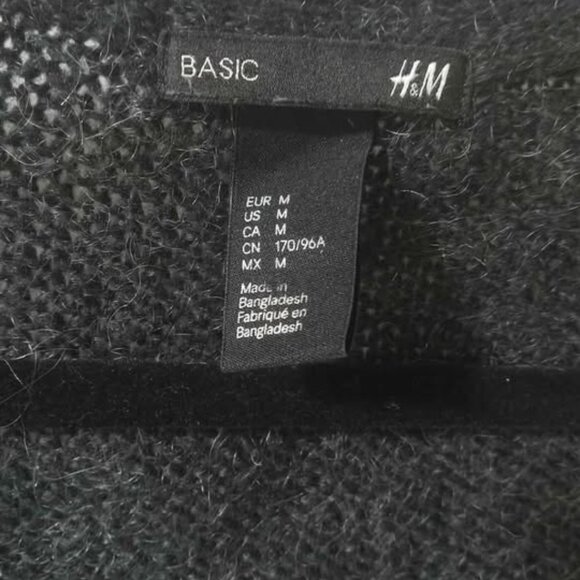 BASIC H&M
EUR M
US M
CA M
CN 170/96A
MX M
Made in
Bangladesh
Fabriqué en
Bangladesh